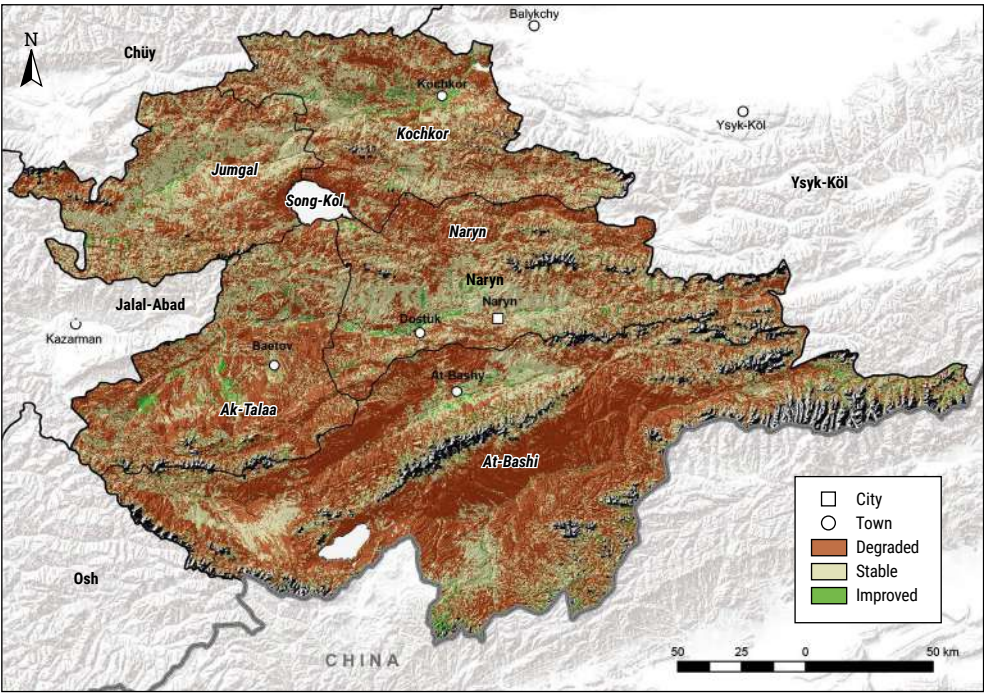 Balykchy
N
Chüy
Kochkor
Ysyk-Köl
Kochkor
Jumgal
Ysyk-Köl
Song-Köl
Naryn
Naryn
Jalal-Abad
Naryn
Dostuk
Kazarman
Baetov
At-Bashy
Ak-Talaa
At-Bashi
City
Town
Degraded
Stable
Improved
Osh
CHINA
50 25 0 50 km